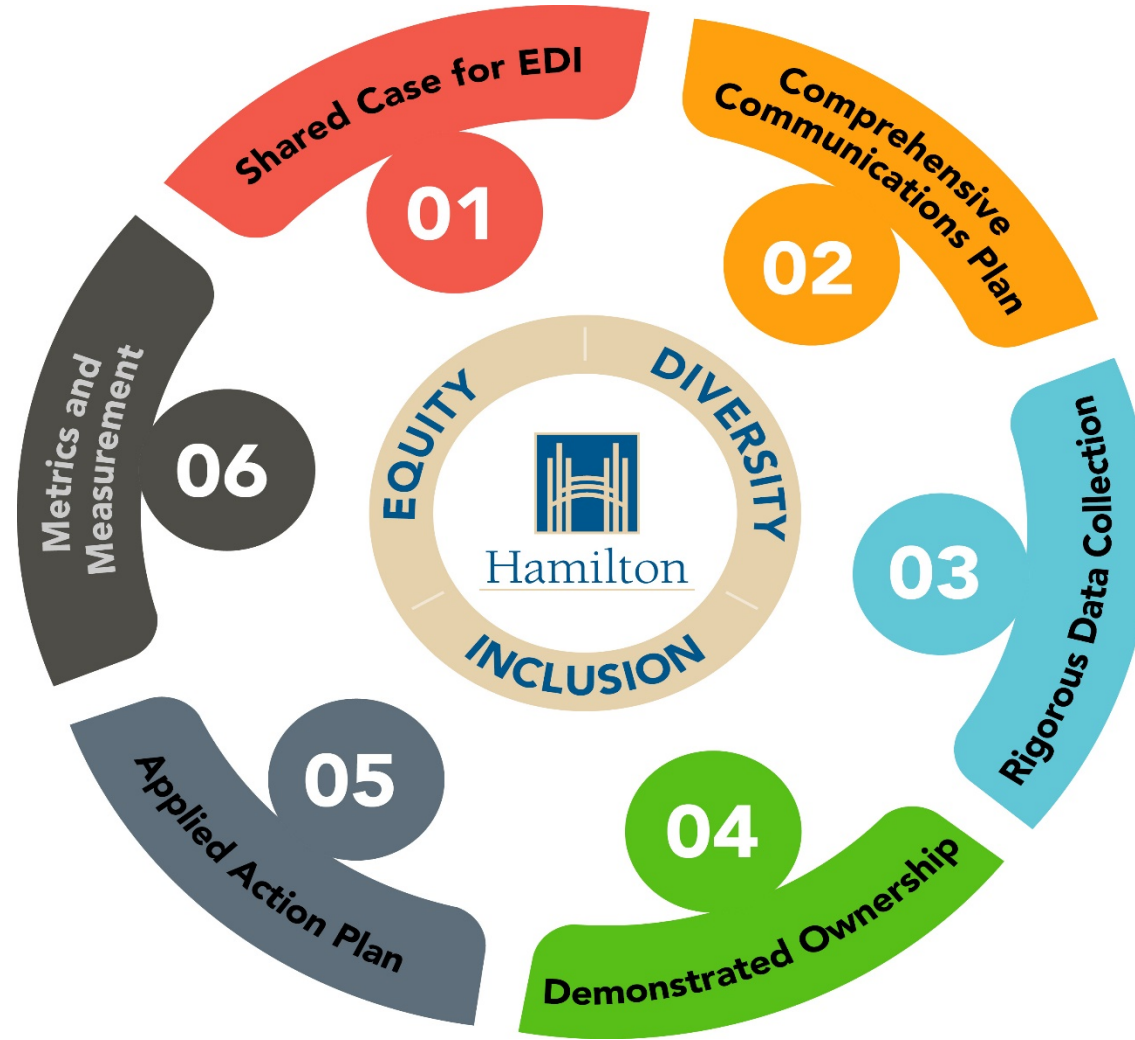 Shared Case for EDI
01
Comprehensive
Communications Plan
02
Rigorous Data Collection
03
Demonstrated Ownership
04
Applied Action Plan
05
Metrics and
Measurement
06
EQUITY
DIVERSITY
INCLUSION
Hamilton